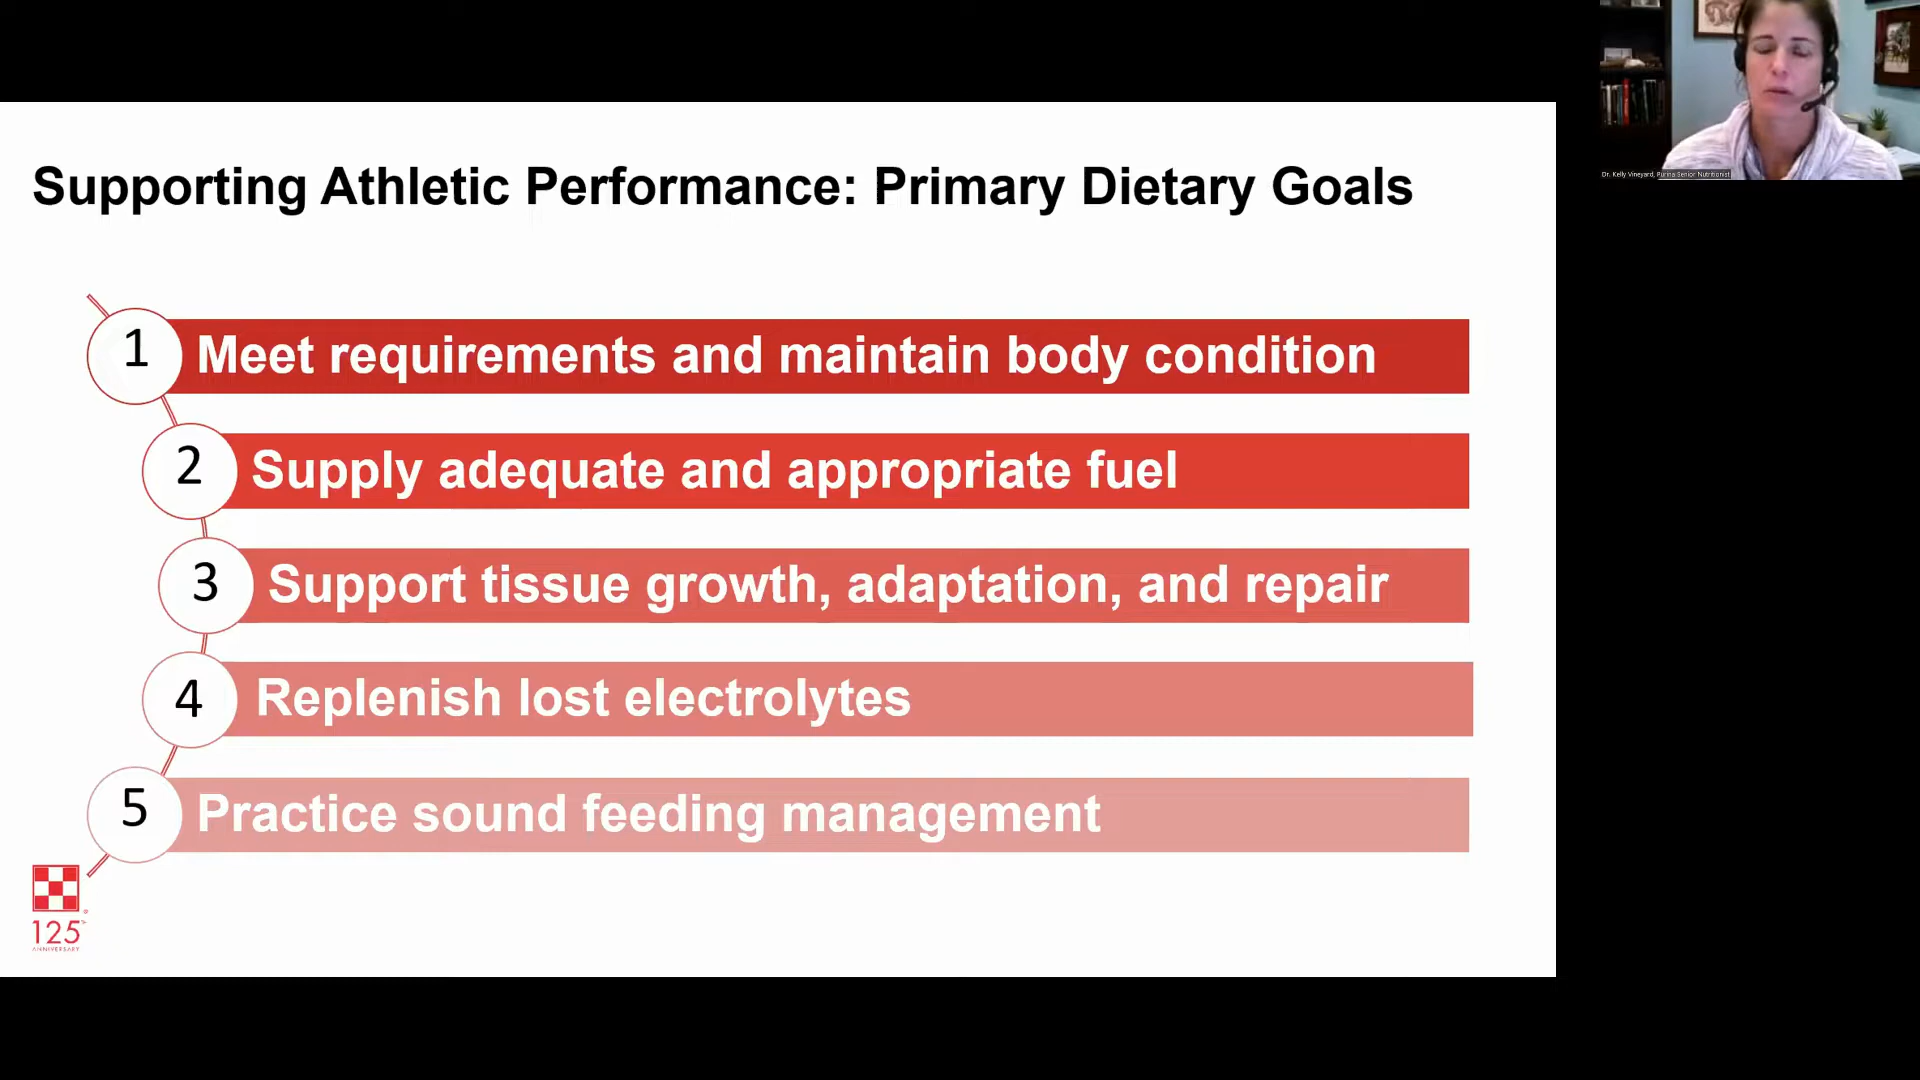 Supporting Athletic Performance: Primary Dietary Goals
1 Meet requirements and maintain body condition
2 Supply adequate and appropriate fuel
3 Support tissue growth, adaptation, and repair
4 Replenish lost electrolytes
5 Practice sound feeding management
125
ANNIVERSARY
Dr. Kelly Vineyard, Purina Senior Nutritionist